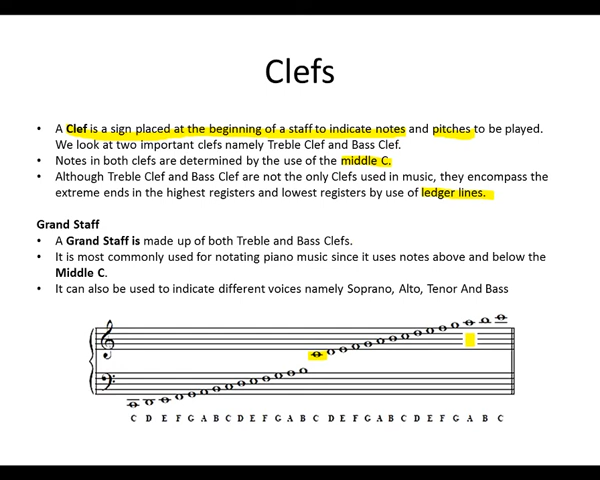 Clefs
• A Clef is a sign placed at the beginning of a staff to indicate notes and pitches to be played.
We look at two important clefs namely Treble Clef and Bass Clef.
• Notes in both clefs are determined by the use of the middle C.
• Although Treble Clef and Bass Clef are not the only Clefs used in music, they encompass the
extreme ends in the highest registers and lowest registers by use of ledger lines.
Grand Staff
• A Grand Staff is made up of both Treble and Bass Clefs.
• It is most commonly used for notating piano music since it uses notes above and below the
Middle C.
• It can also be used to indicate different voices namely Soprano, Alto, Tenor And Bass
C D E F G A B C D E F G A B C D E F G A B C D E F G A B C